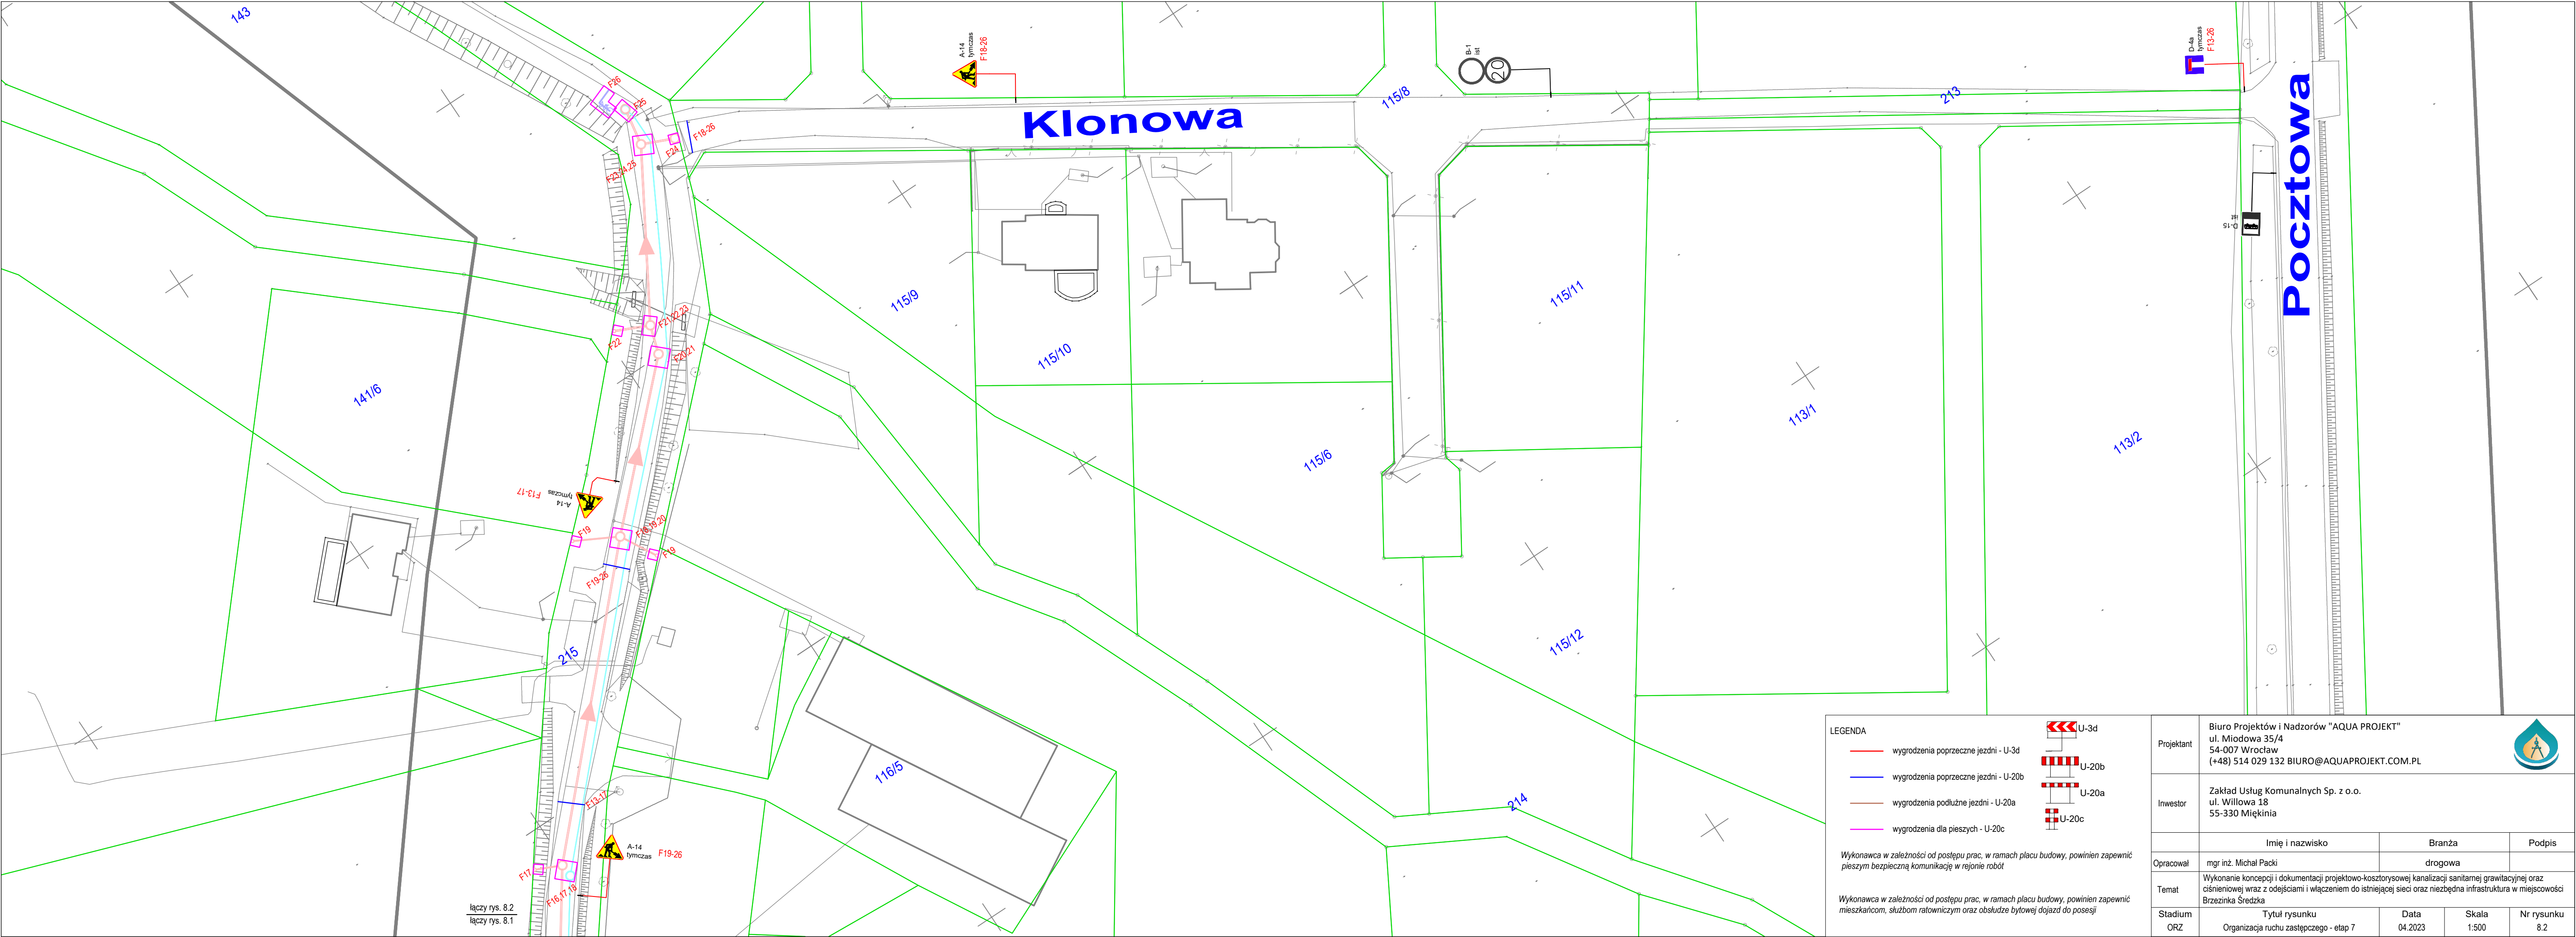 143
F26
F25
F24
F18-26
F23,24,25
A-14
tymczas
F18-26
Klonowa
B-1
ist
20
115/8
213
D-4a
tymczas
F13-26
Pocztowa
D-15
ist
115/9
115/10
115/11
115/6
113/1
113/2
115/12
141/6
F21,22,23
F22
F20,21
A-14
tymczas
F13-17
F19
F18,19,20
F19
F19-26
215
116/5
214
F13-17
A-14
tymczas
F19-26
F17
F16,17,18
łączy rys. 8.2
łączy rys. 8.1
LEGENDA
wygrodzenia poprzeczne jezdni - U-3d
wygrodzenia poprzeczne jezdni - U-20b
wygrodzenia podłużne jezdni - U-20a
wygrodzenia dla pieszych - U-20c
U-3d
U-20b
U-20a
U-20c
Wykonawca w zależności od postępu prac, w ramach placu budowy, powinien zapewnić
pieszym bezpieczną komunikację w rejonie robót
Wykonawca w zależności od postępu prac, w ramach placu budowy, powinien zapewnić
mieszkańcom, służbom ratowniczym oraz obsłudze bytowej dojazd do posesji
Projektant
Biuro Projektów i Nadzorów "AQUA PROJEKT"
ul. Miodowa 35/4
54-007 Wrocław
(+48) 514 029 132 BIURO@AQUAPROJEKT.COM.PL
Inwestor
Zakład Usług Komunalnych Sp. z o.o.
ul. Willowa 18
55-330 Miękinia
Imię i nazwisko Branża Podpis
Opracował mgr inż. Michał Packi drogowa
Temat
Wykonanie koncepcji i dokumentacji projektowo-kosztorysowej kanalizacji sanitarnej grawitacyjnej oraz
ciśnieniowej wraz z odejściami i włączeniem do istniejącej sieci oraz niezbędna infrastruktura w miejscowości
Brzezinka Średzka
Stadium Tytuł rysunku Data Skala Nr rysunku
ORZ Organizacja ruchu zastępczego - etap 7 04.2023 1:500 8.2